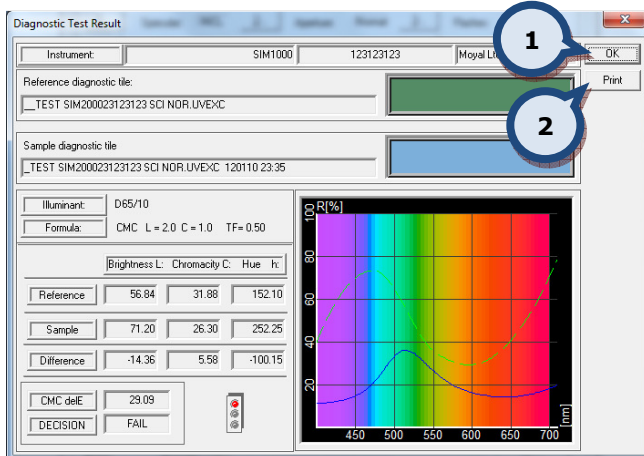 Diagnostic Test Result
Instrument: SIM1000 123123123 Moyal
1
OK
Reference diagnostic tile:
Print
__TEST SIM200023123123 SCI NOR.UVEXC
2
Sample diagnostic tile
_TEST SIM200023123123 SCI NOR.UVEXC 120110 23:35
Illuminant: D65/10
Formula: CMC L = 2.0 C = 1.0 TF= 0.50
Brightness L: Chromacity C: Hue h:
Reference 56.84 31.88 152.10
Sample 71.20 26.30 252.25
Difference -14.36 5.58 -100.15
CMC delE 29.09
DECISION FAIL
R[%]
100
80
60
40
20
450 500 550 600 650 700
[nm]